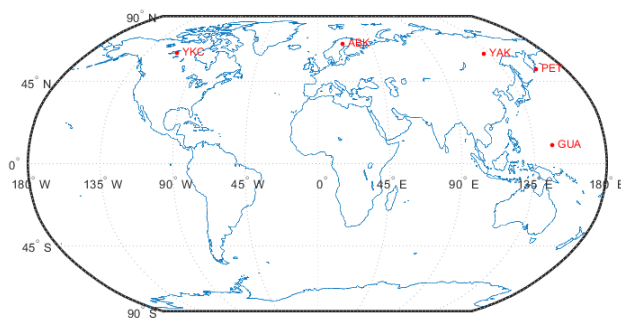 90° N
YKC
ABK
YAK
PET
45° N
GUA
0°
180° W
135° W
90° W
45° W
0°
45° E
90° E
135° E
180° E
45° S
90° S